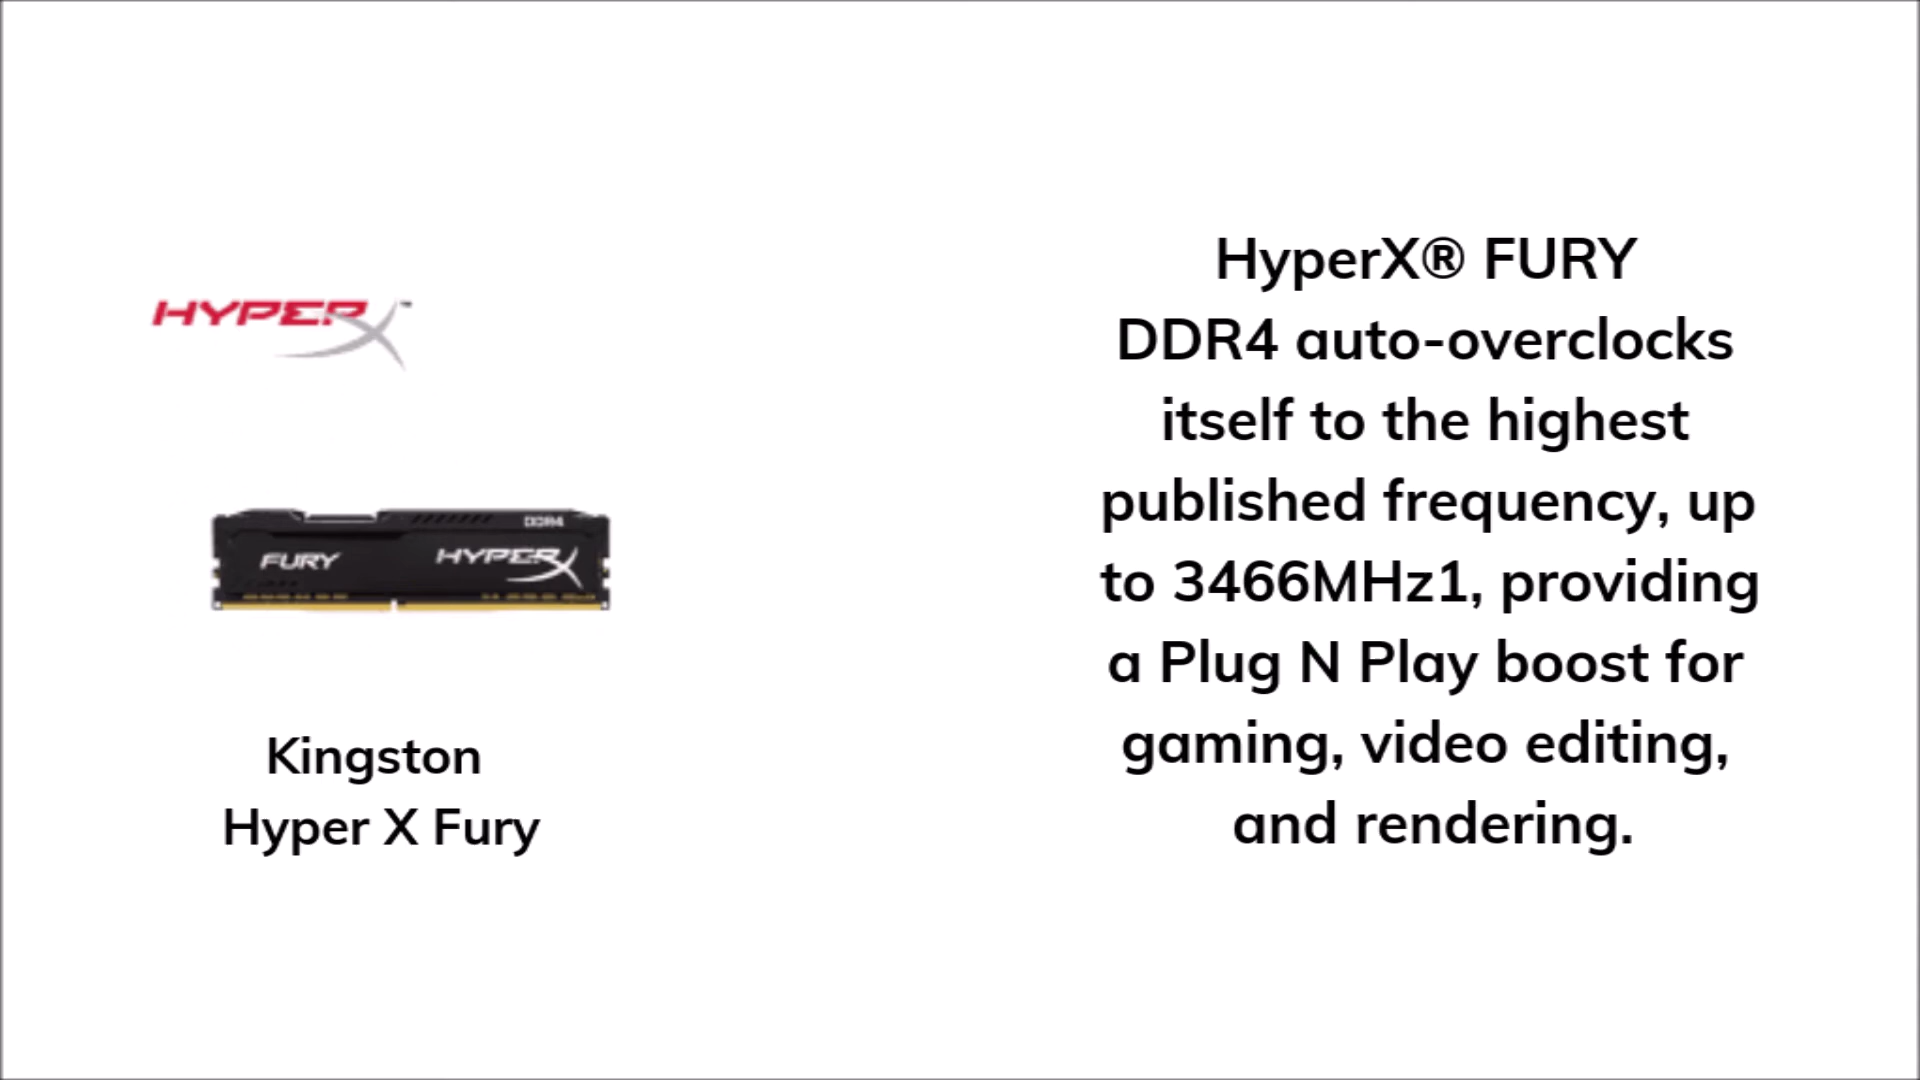 HYPERX™
DDR4
FURY HYPERX
Kingston
Hyper X Fury
HyperX® FURY
DDR4 auto-overclocks
itself to the highest
published frequency, up
to 3466MHz1, providing
a Plug N Play boost for
gaming, video editing,
and rendering.